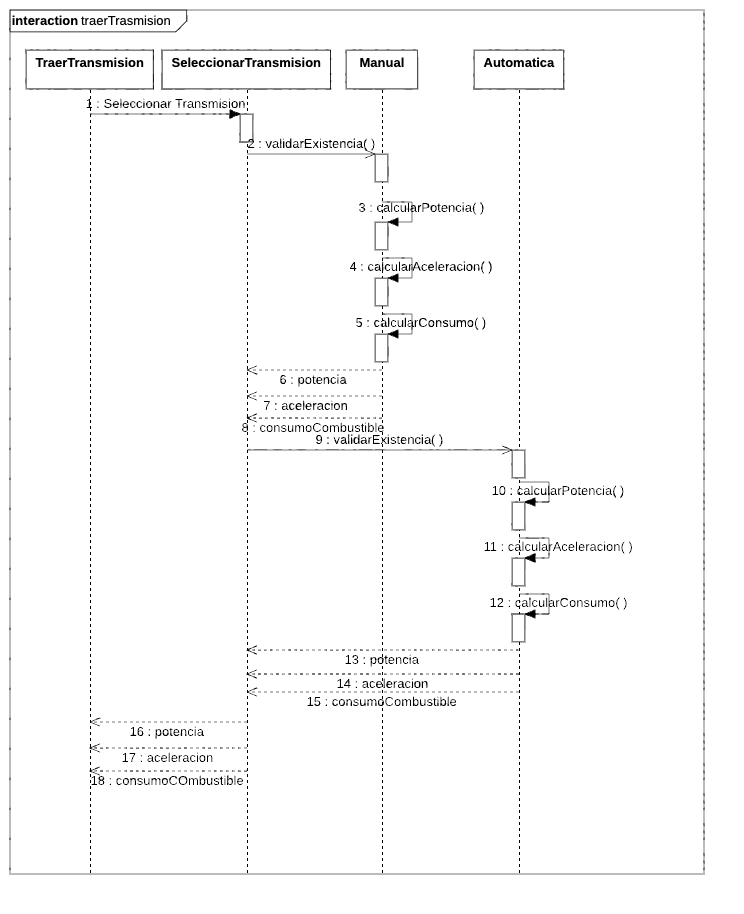 interaction traerTrasmision
TraerTransmision
SeleccionarTransmision
Manual
Automatica
1 : Seleccionar Transmision
2 : validarExistencia( )
3 : calcularPotencia( )
4 : calcularAceleracion( )
5 : calcularConsumo( )
6 : potencia
7 : aceleracion
8 : consumoCombustible
9 : validarExistencia( )
10 : calcularPotencia( )
11 : calcularAceleracion( )
12 : calcularConsumo( )
13 : potencia
14 : aceleracion
15 : consumoCombustible
16 : potencia
17 : aceleracion
18 : consumoCOmbustible